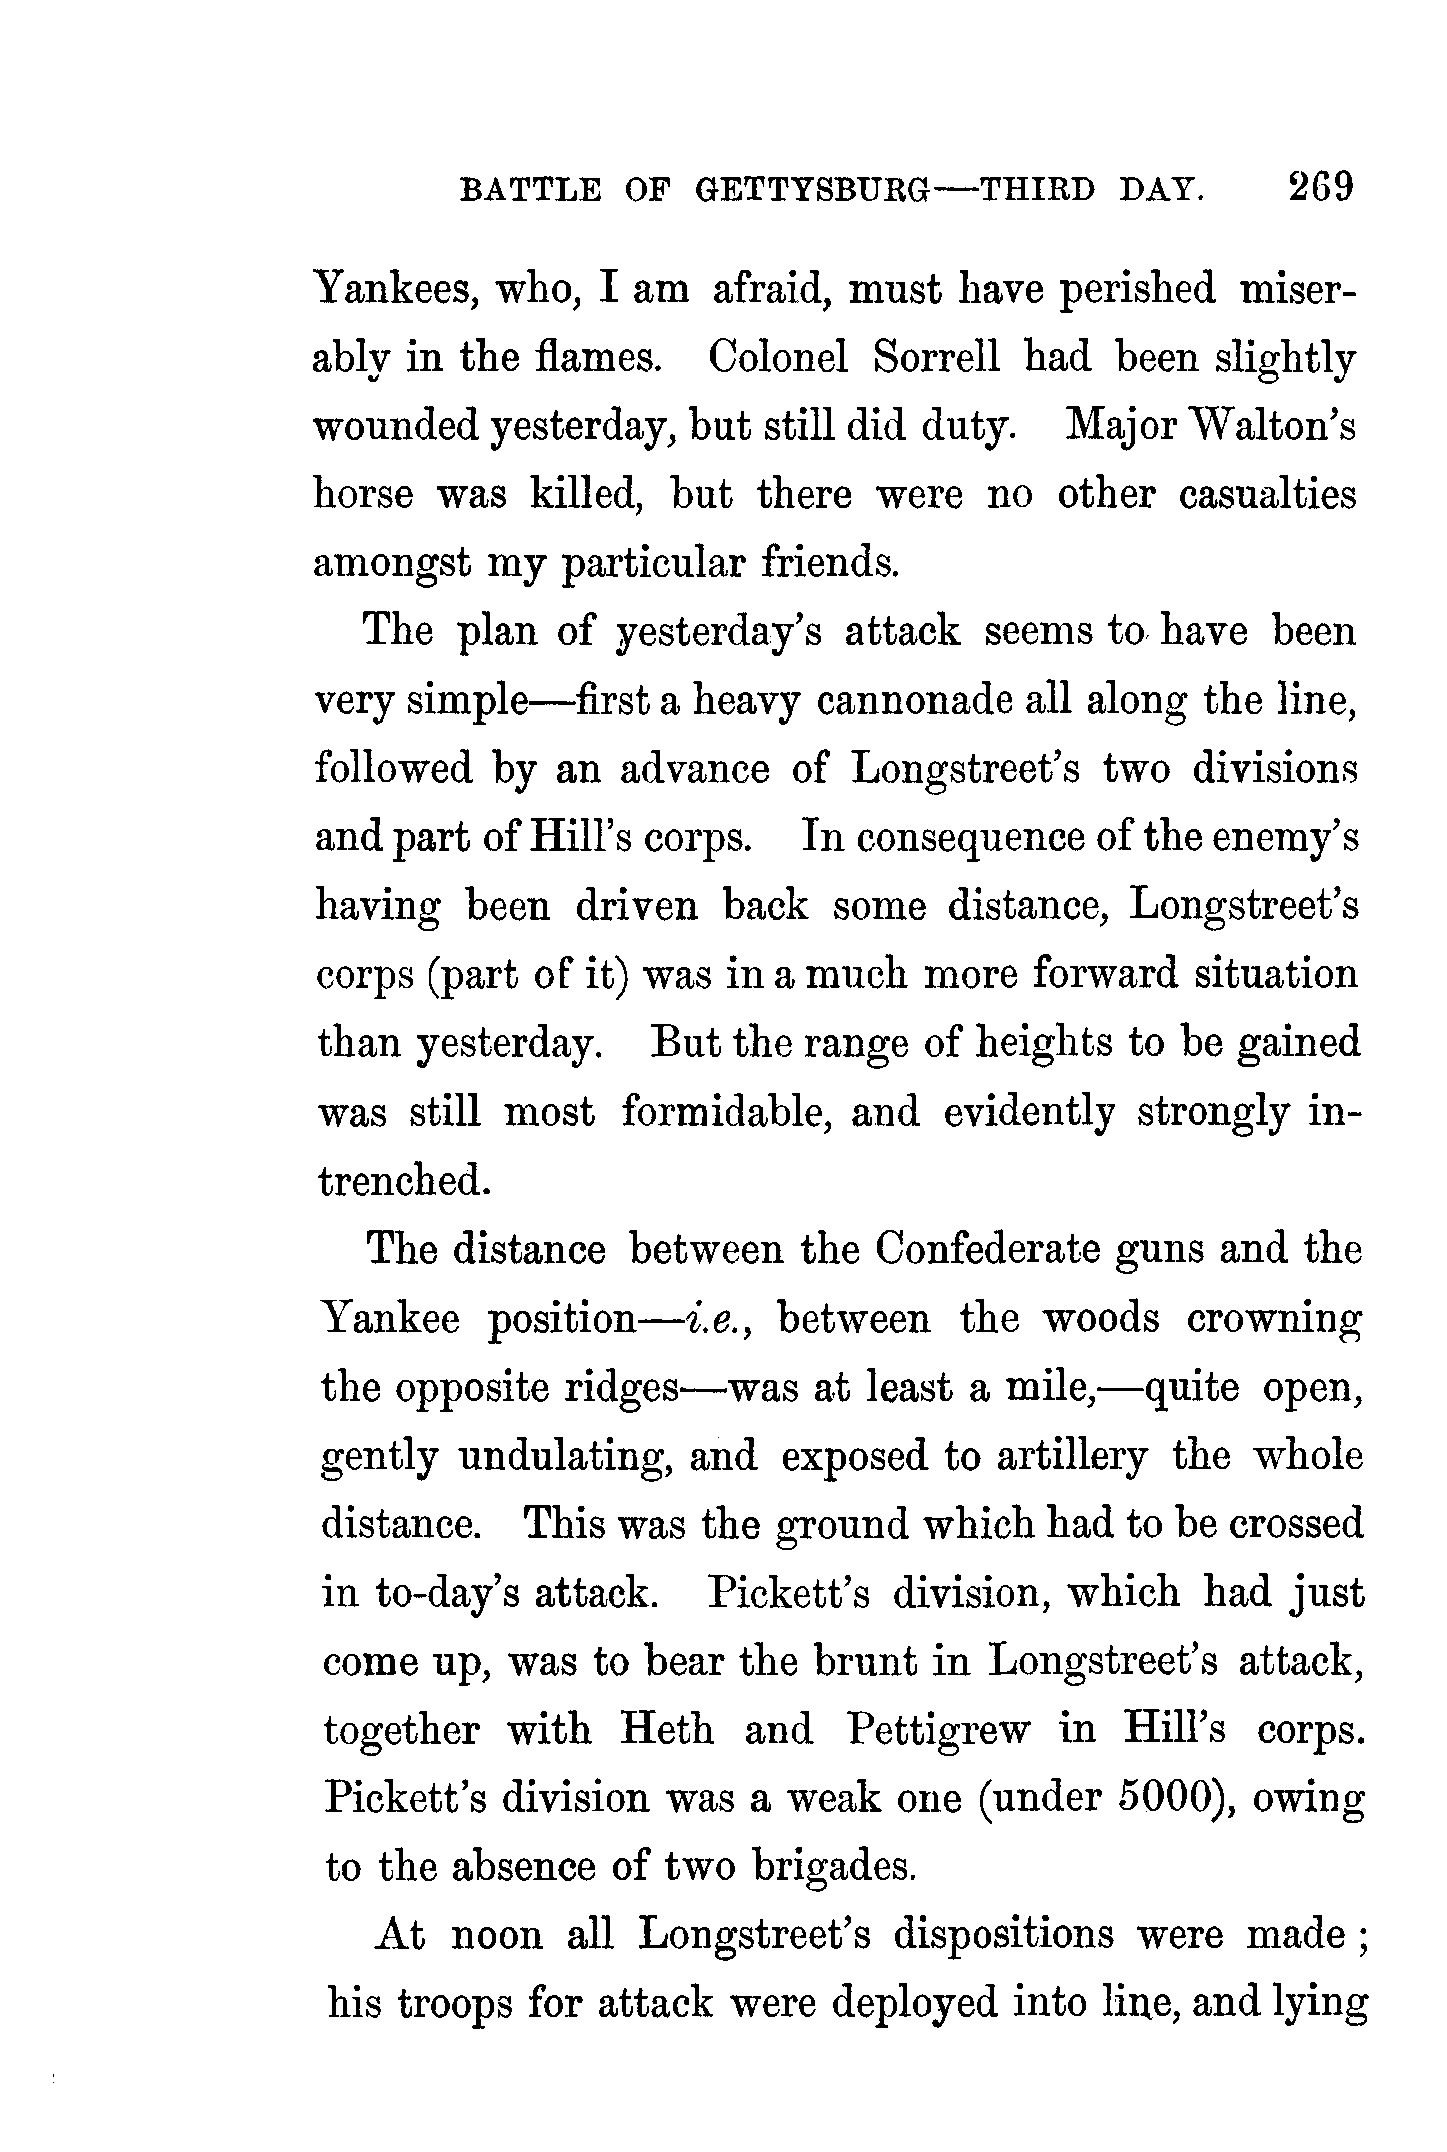 BATTLE OF GETTYSBURG—THIRD DAY. 269
Yankees, who, I am afraid, must have perished miser-
ably in the flames. Colonel Sorrell had been slightly
wounded yesterday, but still did duty. Major Walton's
horse was killed, but there were no other casualties
amongst my particular friends.
The plan of yesterday's attack seems to have been
very simple—first a heavy cannonade all along the line,
followed by an advance of Longstreet's two divisions
and part of Hill's corps. In consequence of the enemy's
having been driven back some distance, Longstreet's
corps (part of it) was in a much more forward situation
than yesterday. But the range of heights to be gained
was still most formidable, and evidently strongly in-
trenched.
The distance between the Confederate guns and the
Yankee position—i.e., between the woods crowning
the opposite ridges—was at least a mile,—quite open,
gently undulating, and exposed to artillery the whole
distance. This was the ground which had to be crossed
in to-day's attack. Pickett's division, which had just
come up, was to bear the brunt in Longstreet's attack,
together with Heth and Pettigrew in Hill's corps.
Pickett's division was a weak one (under 5000), owing
to the absence of two brigades.
At noon all Longstreet's dispositions were made ;
his troops for attack were deployed into line, and lying